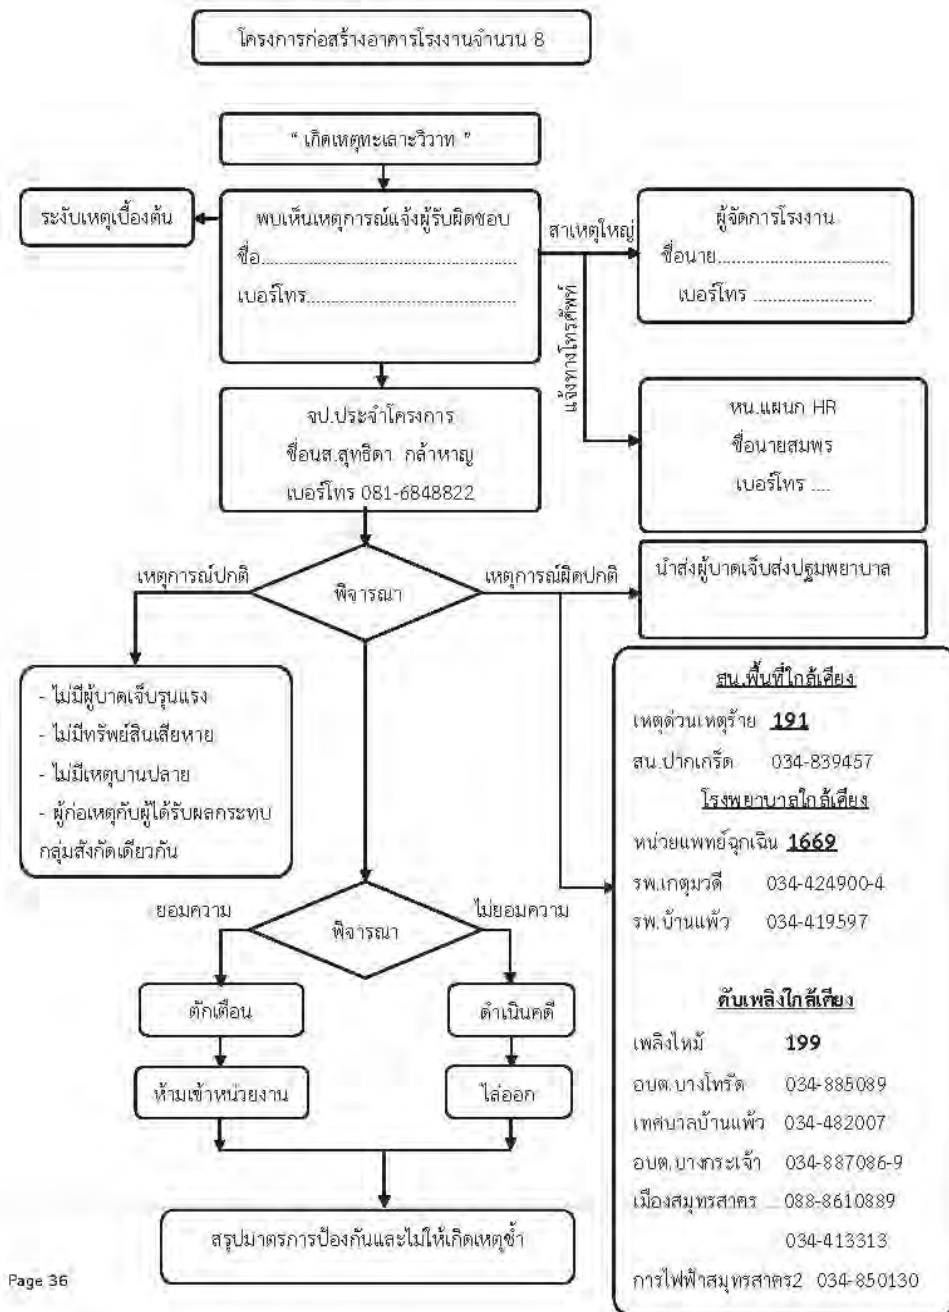 โครงการก่อสร้างอาคารโรงงานจำนวน 8
“ เกิดเหตุทะเลาะวิวาท ”
ระงับเหตุเบื้องต้น
พบเห็นเหตุการณ์แจ้งผู้รับผิดชอบ
ชื่อ.......................................................
เบอร์โทร..............................................
สาเหตุใหญ่
แจ้งทางโทรศัพท์
ผู้จัดการโรงงาน
ชื่อนาย.....................................
เบอร์โทร ..........................
จป.ประจำโครงการ
ชื่อนส.สุทธิดา กล้าหาญ
เบอร์โทร 081-6848822
หน.แผนก HR
ชื่อนายสมพร
เบอร์โทร ....
เหตุการณ์ปกติ
พิจารณา
เหตุการณ์ผิดปกติ
นำส่งผู้บาดเจ็บส่งปฐมพยาบาล
- ไม่มีผู้บาดเจ็บรุนแรง
- ไม่มีทรัพย์สินเสียหาย
- ไม่มีเหตุบานปลาย
- ผู้ก่อเหตุกับผู้ได้รับผลกระทบ
กลุ่มสังกัดเดียวกัน
สน.พื้นที่ใกล้เคียง
เหตุด่วนเหตุร้าย 191
สน.ปากเกร็ด 034-839457
โรงพยาบาลใกล้เคียง
หน่วยแพทย์ฉุกเฉิน 1669
รพ.เกตุมวดี 034-424900-4
รพ.บ้านแพ้ว 034-419597
ดับเพลิงใกล้เคียง
เพลิงไหม้ 199
อบต.บางโทรัด 034-885089
เทศบาลบ้านแพ้ว 034-482007
อบต.บางกระเจ้า 034-887086-9
เมืองสมุทรสาคร ...088-8610889
034-413313
การไฟฟ้าสมุทรสาคร2 034-850130
ยอมความ
พิจารณา
ไม่ยอมความ
ตักเตือน
ดำเนินคดี
ห้ามเข้าหน่วยงาน
ไล่ออก
สรุปมาตรการป้องกันและไม่ให้เกิดเหตุซ้ำ
Page 36